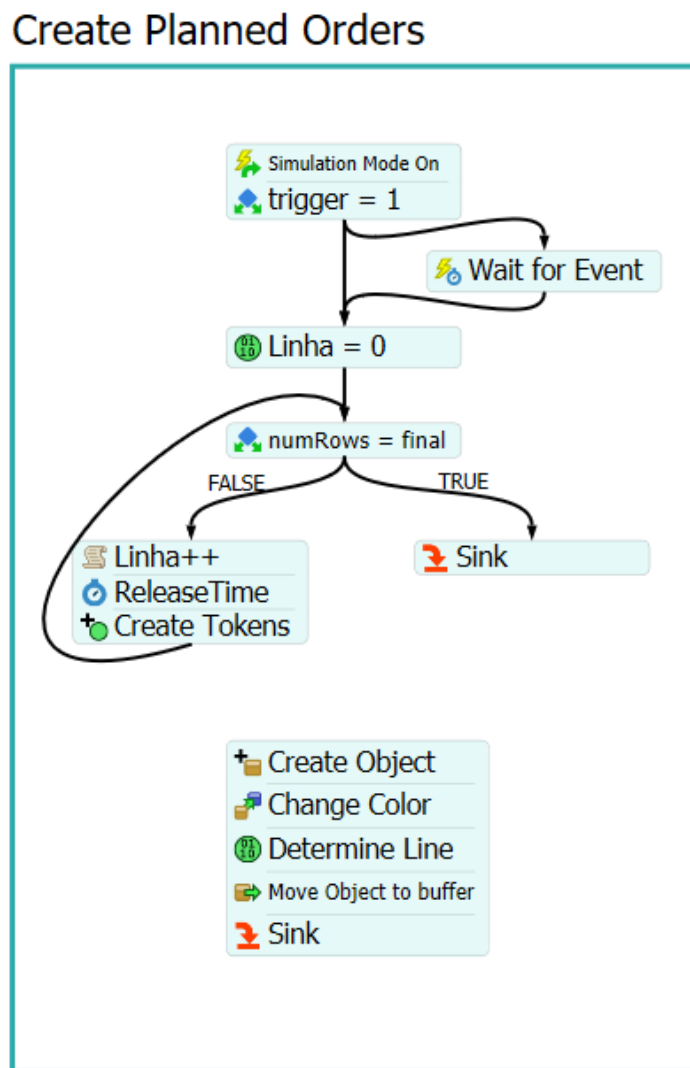 Create Planned Orders
Simulation Mode On
trigger = 1
Wait for Event
Linha = 0
numRows = final
FALSE
TRUE
Linha++
Sink
ReleaseTime
Create Tokens
Create Object
Change Color
Determine Line
Move Object to buffer
Sink